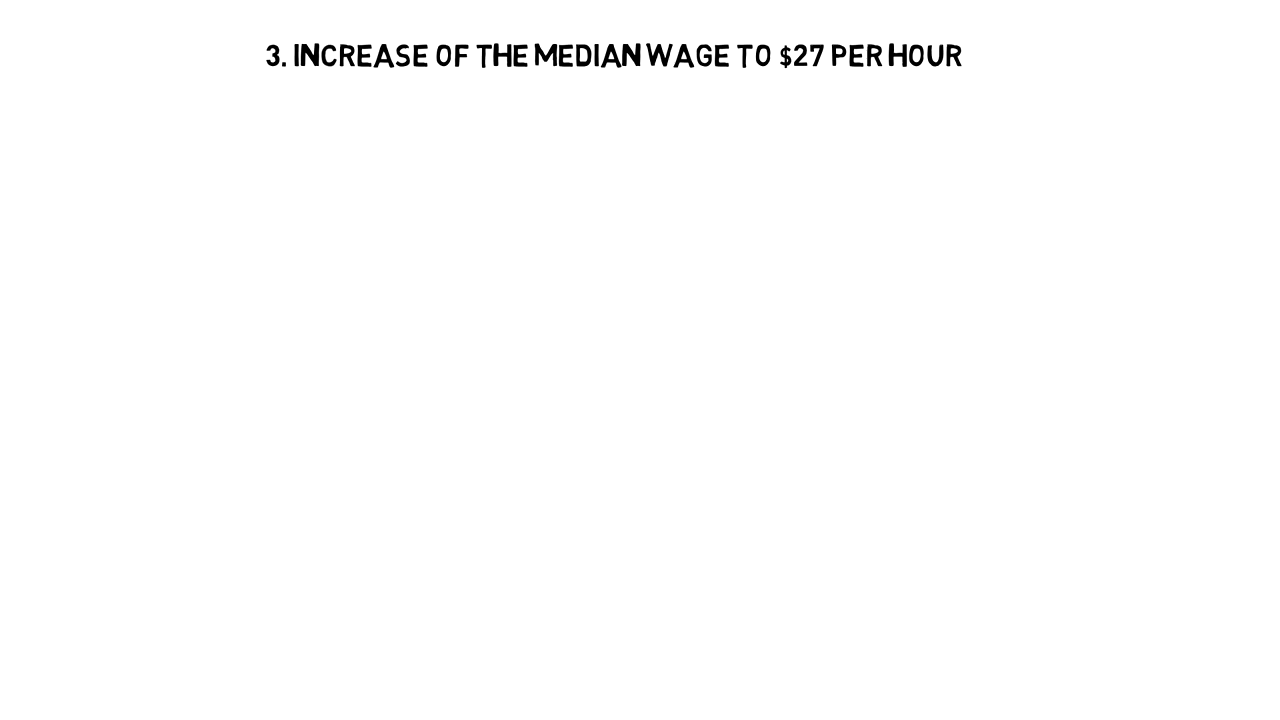 3. INCREASE OF THE MEDIAN WAGE TO $27 PER HOUR